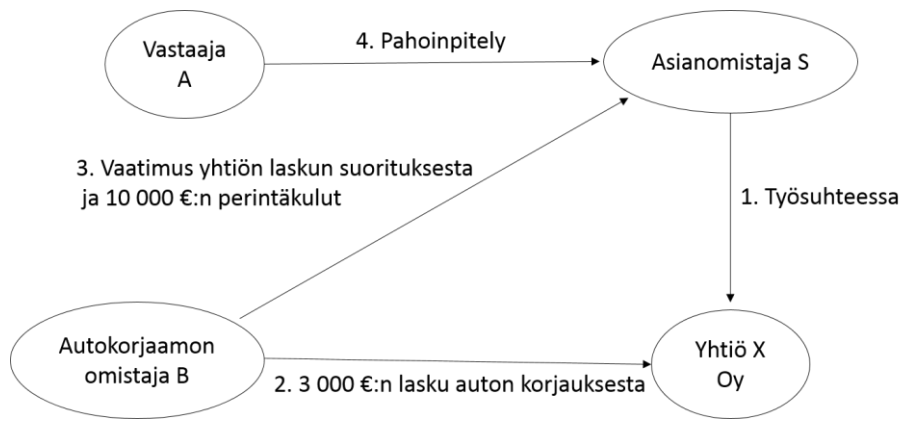 Vastaaja
A
4. Pahoinpitely
Asianomistaja S
3. Vaatimus yhtiön laskun suorituksesta
ja 10 000 €:n perintäkulut
1. Työsuhteessa
Autokorjaamon
omistaja B
2. 3 000 €:n lasku auton korjauksesta
Yhtiö X
Oy